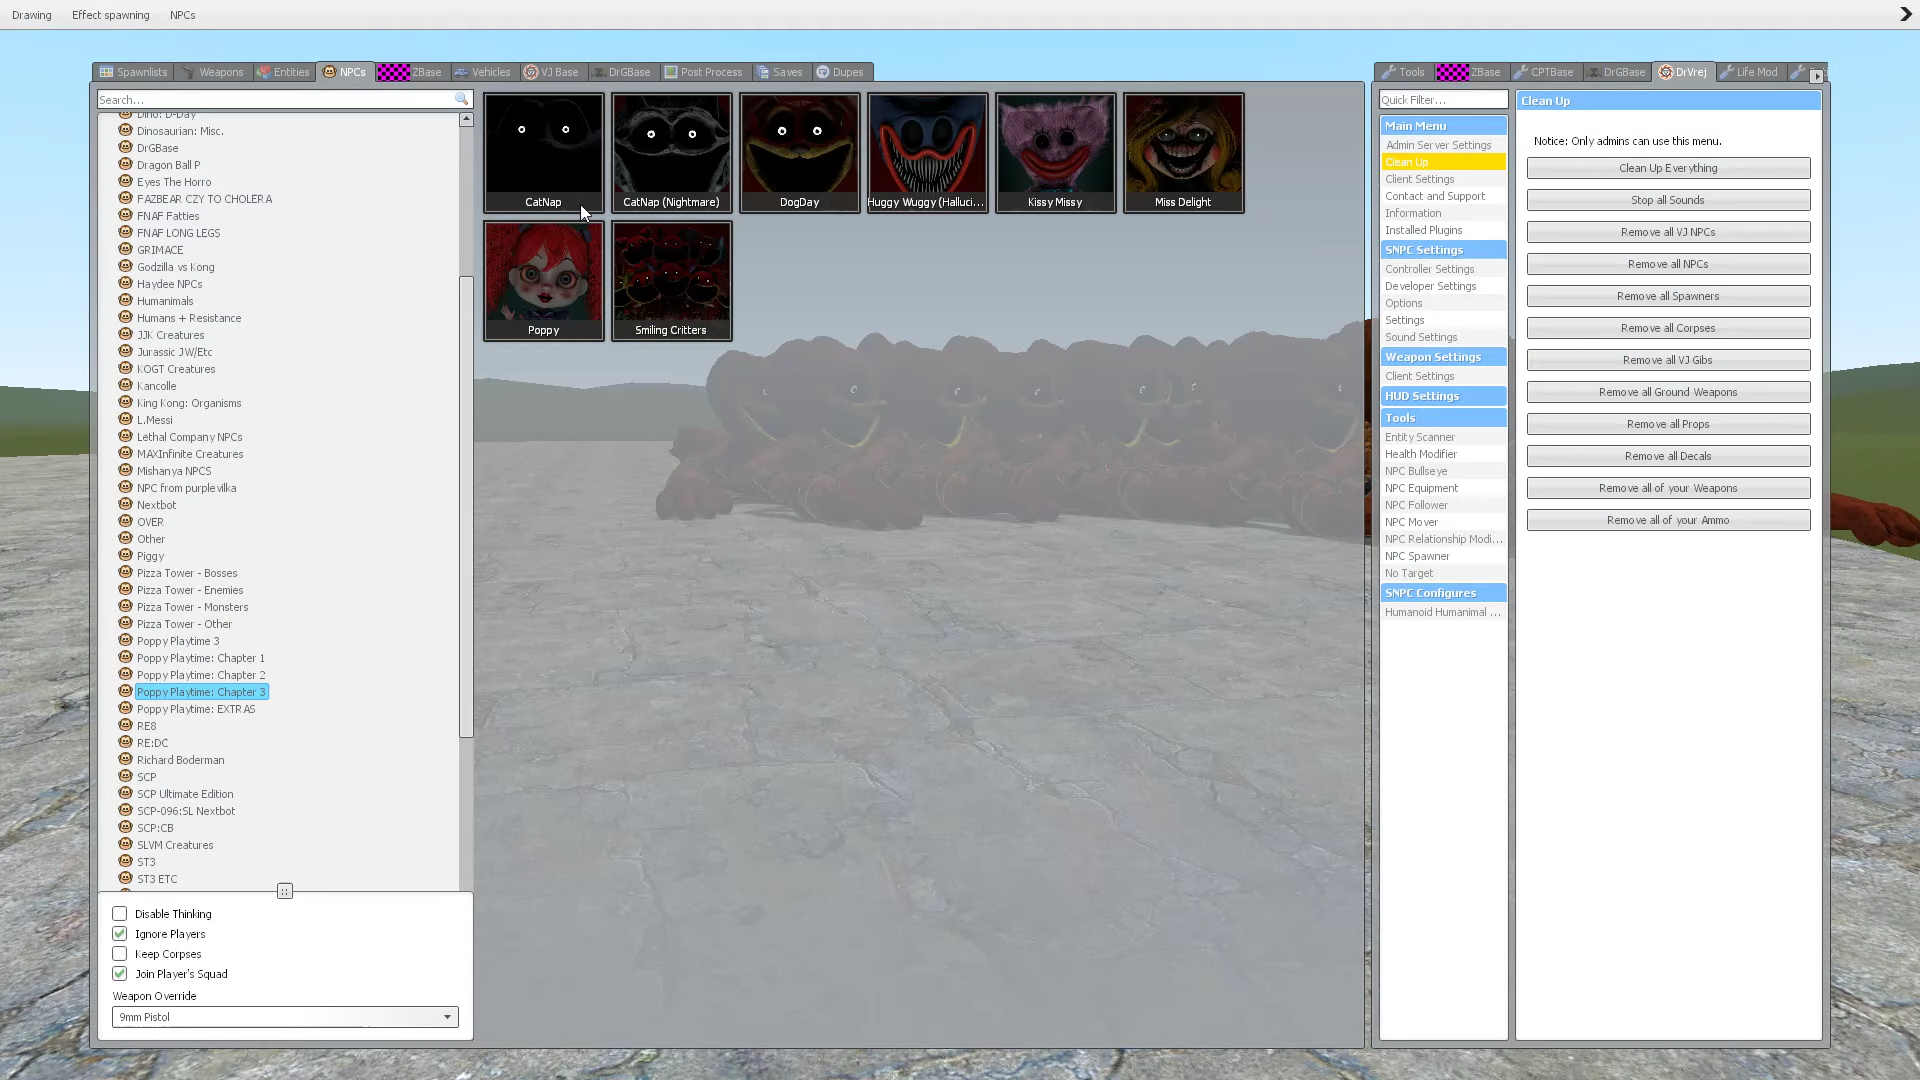 Drawing Effect spawning NPCs
Spawnlists Weapons Entities NPCs ZBase Vehicles VJ Base DrGBase Post Process Saves Dupes
Search...
Dino: D-Day
Dinosaurian: Misc.
DrGBase
Dragon Ball P
Eyes The Horro
FAZBEAR CZY TO CHOLERA
FNAF Fatties
FNAF LONG LEGS
GRIMACE
Godzilla vs Kong
Haydee NPCs
Humanimals
Humans + Resistance
JJK Creatures
Jurassic JW/Etc
KOGT Creatures
Kancolle
King Kong: Organisms
L.Messi
Lethal Company NPCs
MAXInfinite Creatures
Mishanya NPCS
NPC from purplevilka
Nextbot
OVER
Other
Piggy
Pizza Tower - Bosses
Pizza Tower - Enemies
Pizza Tower - Monsters
Pizza Tower - Other
Poppy Playtime 3
Poppy Playtime: Chapter 1
Poppy Playtime: Chapter 2
Poppy Playtime: Chapter 3
Poppy Playtime: EXTRAS
RE8
RE:DC
Richard Boderman
SCP
SCP Ultimate Edition
SCP-096:SL Nextbot
SCP:CB
SLVM Creatures
ST3
ST3 ETC
Disable Thinking
Ignore Players
Keep Corpses
Join Player's Squad
Weapon Override
9mm Pistol
CatNap CatNap (Nightmare) DogDay Huggy Wuggy (Halluci... Kissy Missy Miss Delight
Poppy Smiling Critters
Tools ZBase CPTBase DrGBase DrVrej Life Mod
Quick Filter...
Main Menu
Admin Server Settings
Clean Up
Client Settings
Contact and Support
Information
Installed Plugins
SNPC Settings
Controller Settings
Developer Settings
Options
Settings
Sound Settings
Weapon Settings
Client Settings
HUD Settings
Tools
Entity Scanner
Health Modifier
NPC Bullseye
NPC Equipment
NPC Follower
NPC Mover
NPC Relationship Modi...
NPC Spawner
No Target
SNPC Configures
Humanoid Humanimal ...
Clean Up
Notice: Only admins can use this menu.
Clean Up Everything
Stop all Sounds
Remove all VJ NPCs
Remove all NPCs
Remove all Spawners
Remove all Corpses
Remove all VJ Gibs
Remove all Ground Weapons
Remove all Props
Remove all Decals
Remove all of your Weapons
Remove all of your Ammo